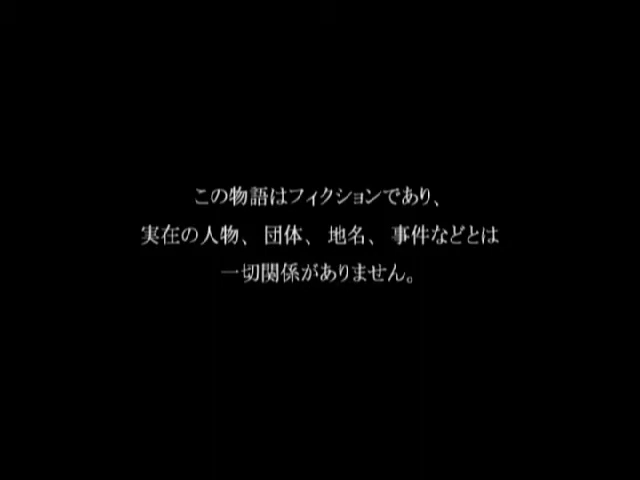 この物語はフィクションであり、
実在の人物、団体、地名、事件などとは
一切関係がありません。